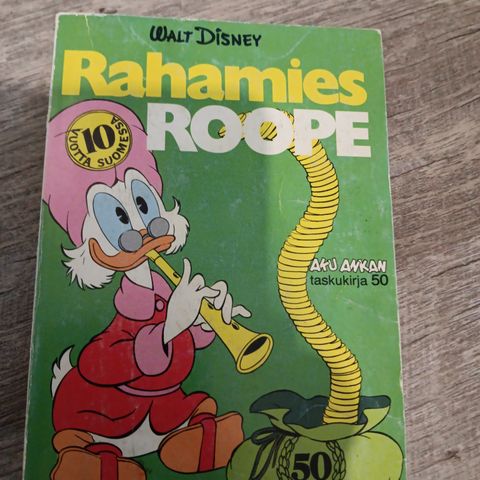 WALT DISNEY
Rahamies
ROOPE
10
VUOTTA SUOMESSA
AKU ANKAN
taskukirja 50
50